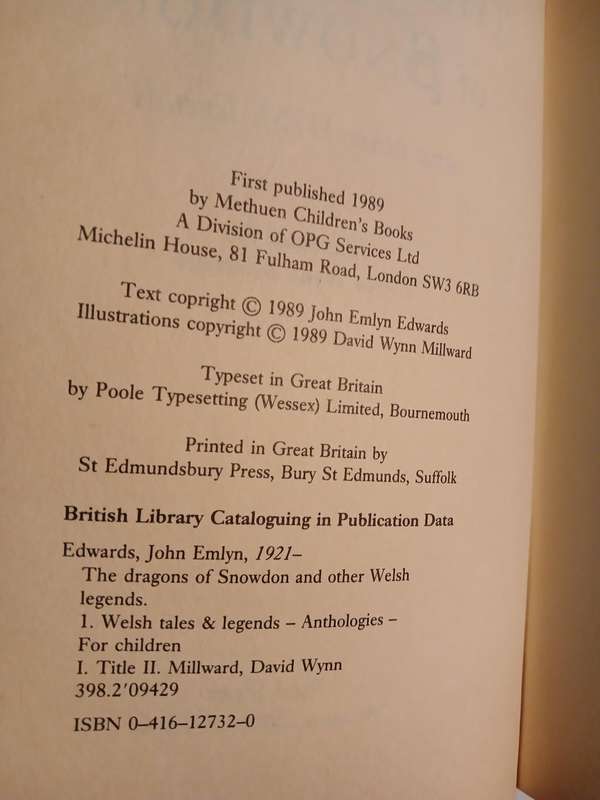 First published 1989
by Methuen Children's Books
A Division of OPG Services Ltd
Michelin House, 81 Fulham Road, London SW3 6RB
Text copright © 1989 John Emlyn Edwards
Illustrations copyright © 1989 David Wynn Millward
Typeset in Great Britain
by Poole Typesetting (Wessex) Limited, Bournemouth
Printed in Great Britain by
St Edmundsbury Press, Bury St Edmunds, Suffolk
British Library Cataloguing in Publication Data
Edwards, John Emlyn, 1921–
The dragons of Snowdon and other Welsh
legends.
1. Welsh tales & legends – Anthologies –
For children
I. Title II. Millward, David Wynn
398.2'09429
ISBN 0–416–12732–0